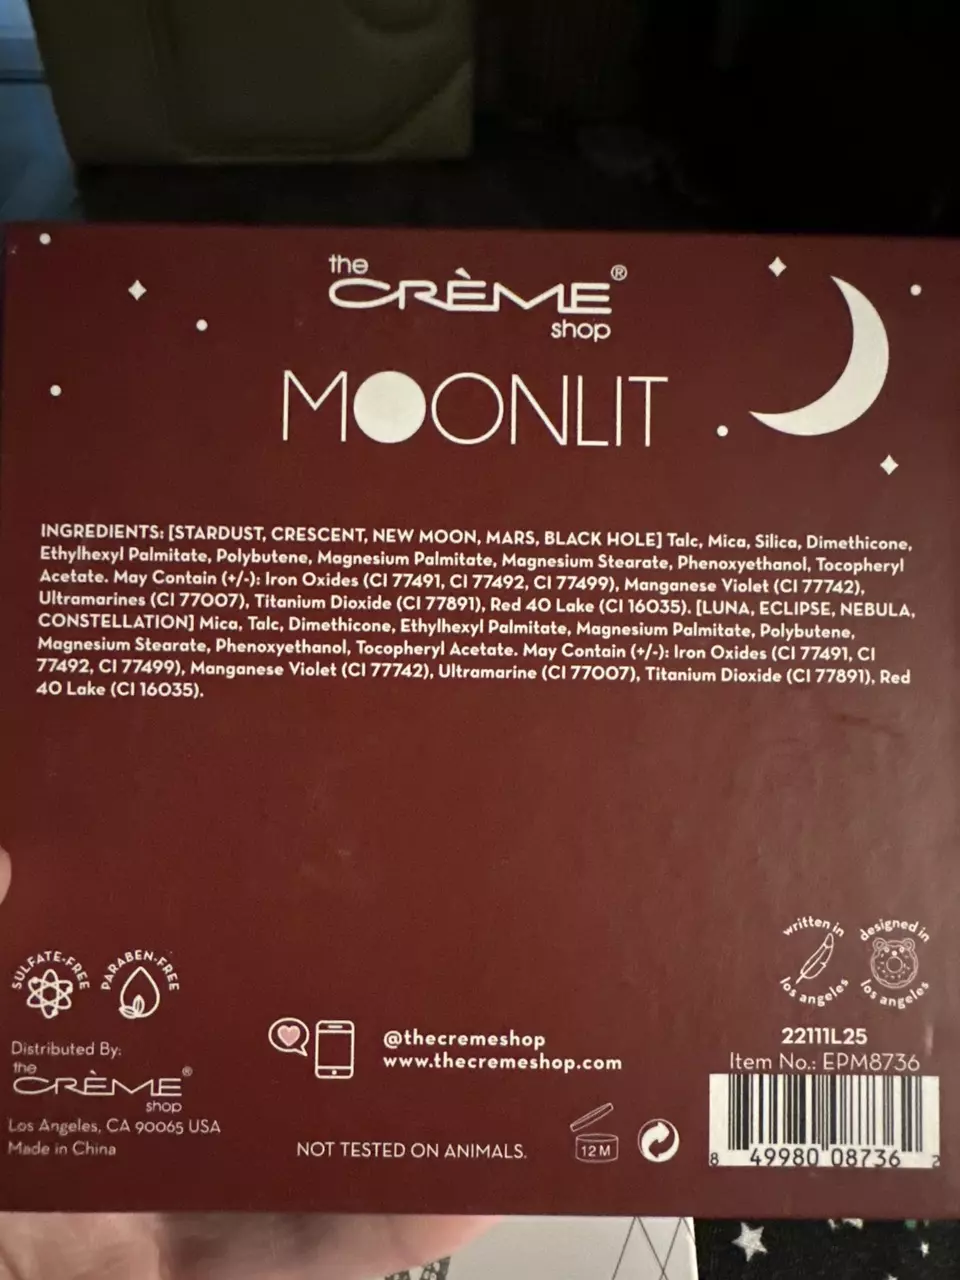 the
CRÈME®
shop
MOONLIT
INGREDIENTS: [STARDUST, CRESCENT, NEW MOON, MARS, BLACK HOLE] Talc, Mica, Silica, Dimethicone,
Ethylhexyl Palmitate, Polybutene, Magnesium Palmitate, Magnesium Stearate, Phenoxyethanol, Tocopheryl
Acetate. May Contain (+/-): Iron Oxides (CI 77491, CI 77492, CI 77499), Manganese Violet (CI 77742),
Ultramarines (CI 77007), Titanium Dioxide (CI 77891), Red 40 Lake (CI 16035). [LUNA, ECLIPSE, NEBULA,
CONSTELLATION] Mica, Talc, Dimethicone, Ethylhexyl Palmitate, Magnesium Palmitate, Polybutene,
Magnesium Stearate, Phenoxyethanol, Tocopheryl Acetate. May Contain (+/-): Iron Oxides (CI 77491, CI
77492, CI 77499), Manganese Violet (CI 77742), Ultramarine (CI 77007), Titanium Dioxide (CI 77891), Red
40 Lake (CI 16035).
SULFATE-FREE
PARABEN-FREE
written in
los angeles
designed in
los angeles
Distributed By:
the
CRÈME®
shop
Los Angeles, CA 90065 USA
Made in China
@thecremeshop
www.thecremeshop.com
NOT TESTED ON ANIMALS.
12 M
22111L25
Item No.: EPM8736
8 49980 08736 2